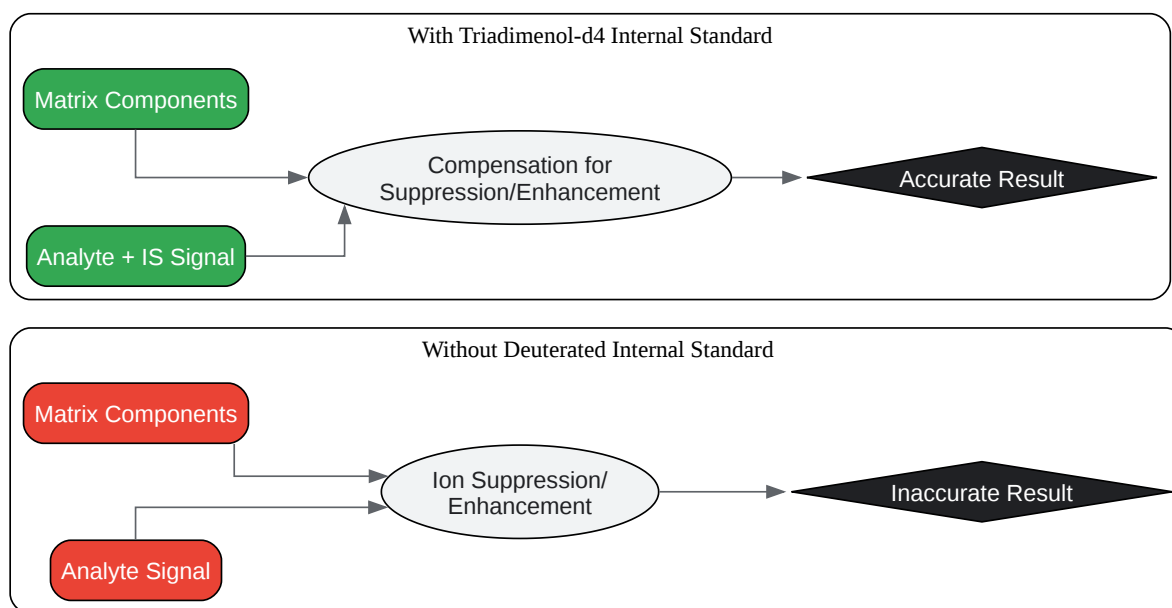 With Triadimenol-d4 Internal Standard
Matrix Components
Compensation for
Suppression/Enhancement
Accurate Result
Analyte + IS Signal
Without Deuterated Internal Standard
Matrix Components
Ion Suppression/
Enhancement
Inaccurate Result
Analyte Signal